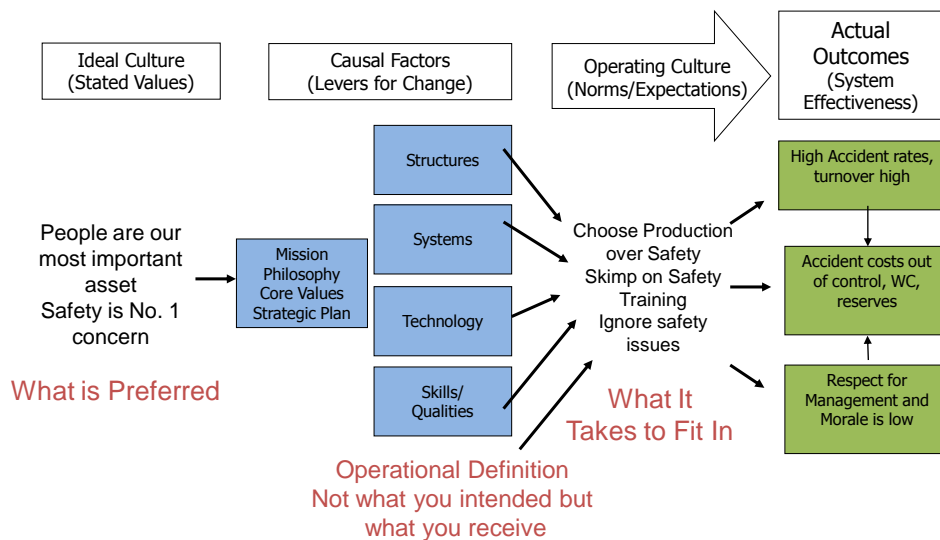 Ideal Culture
(Stated Values)
Causal Factors
(Levers for Change)
Operating Culture
(Norms/Expectations)
Actual
Outcomes
(System
Effectiveness)
People are our
most important
asset
Safety is No. 1
concern
What is Preferred
Mission
Philosophy
Core Values
Strategic Plan
Structures
Systems
Technology
Skills/
Qualities
Operational Definition
Not what you intended but
what you receive
Choose Production
over Safety
Skimp on Safety
Training
Ignore safety
issues
What It
Takes to Fit In
High Accident rates,
turnover high
Accident costs out
of control, WC,
reserves
Respect for
Management and
Morale is low